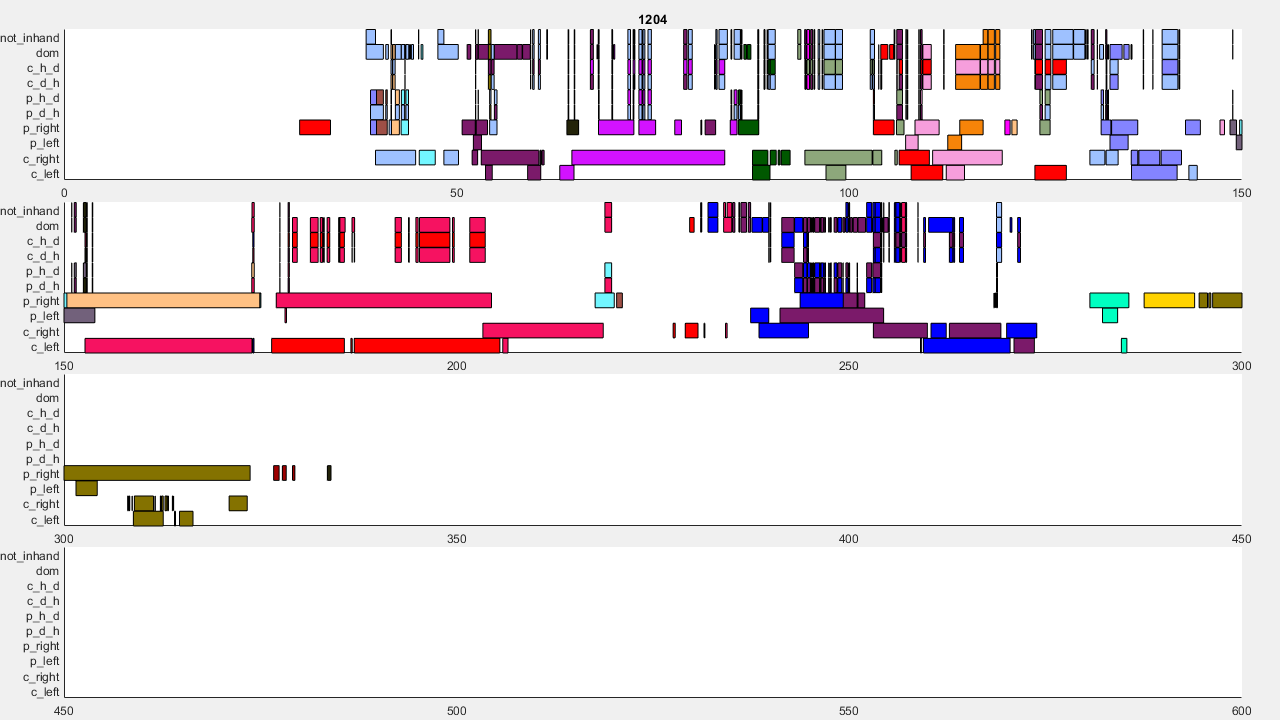 1204
not_inhand
dom
c_h_d
c_d_h
p_h_d
p_d_h
p_right
p_left
c_right
c_left
0 50 100 150
not_inhand
dom
c_h_d
c_d_h
p_h_d
p_d_h
p_right
p_left
c_right
c_left
150 200 250 300
not_inhand
dom
c_h_d
c_d_h
p_h_d
p_d_h
p_right
p_left
c_right
c_left
300 350 400 450
not_inhand
dom
c_h_d
c_d_h
p_h_d
p_d_h
p_right
p_left
c_right
c_left
450 500 550 600